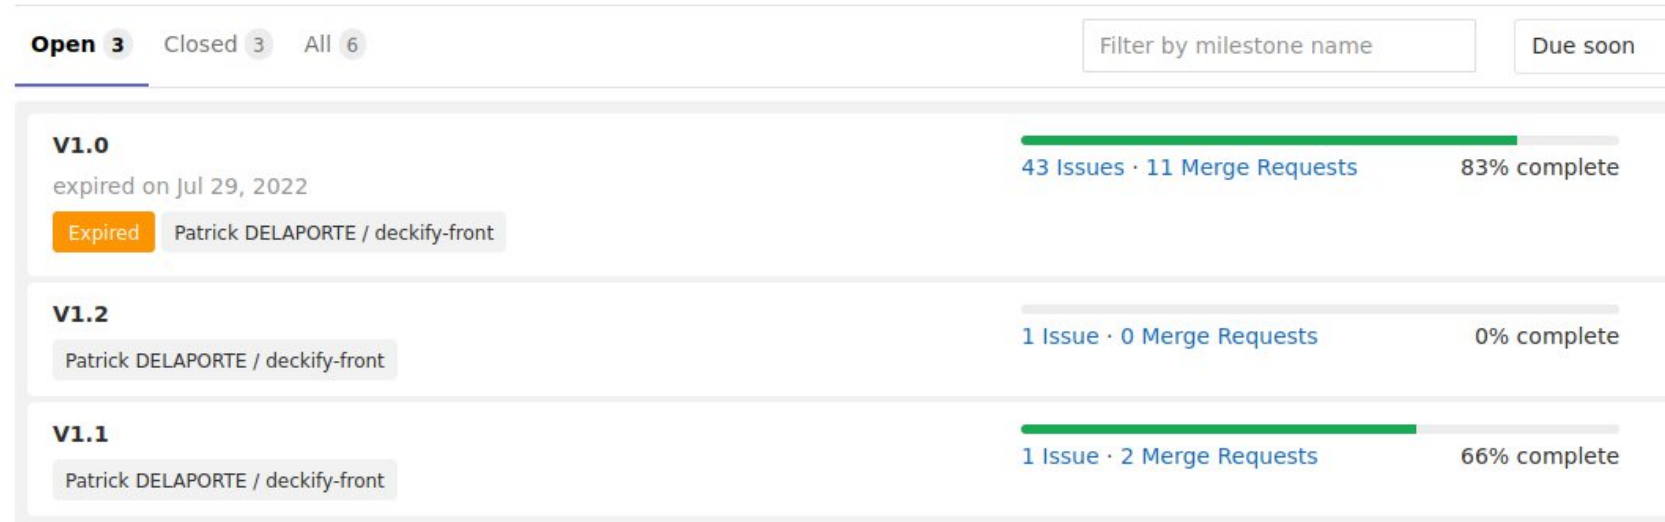 Open 3 Closed 3 All 6 Filter by milestone name Due soon
V1.0
43 Issues · 11 Merge Requests 83% complete
expired on Jul 29, 2022
Expired Patrick DELAPORTE / deckify-front
V1.2
1 Issue · 0 Merge Requests 0% complete
Patrick DELAPORTE / deckify-front
V1.1
1 Issue · 2 Merge Requests 66% complete
Patrick DELAPORTE / deckify-front